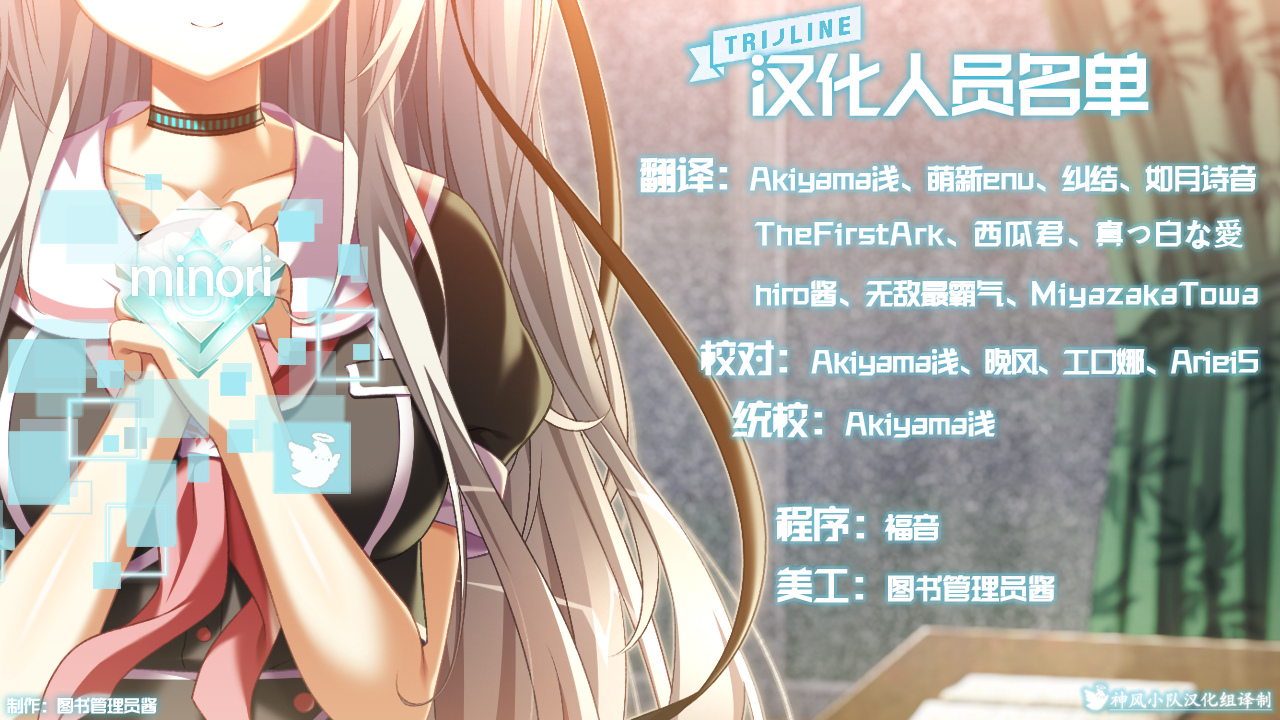 TRIJLINE
汉化人员名单
翻译：Akiyama浅、萌新enu、纠结、如月诗音
TheFirstArk、西瓜君、真っ白な愛
hiro酱、无敌最霸气、MiyazakaTowa
minori
校对：Akiyama浅、晚风、工口娜、Ariei5
统校：Akiyama浅
程序：福音
美工：图书管理员酱
制作：图书管理员酱
神风小队汉化组译制